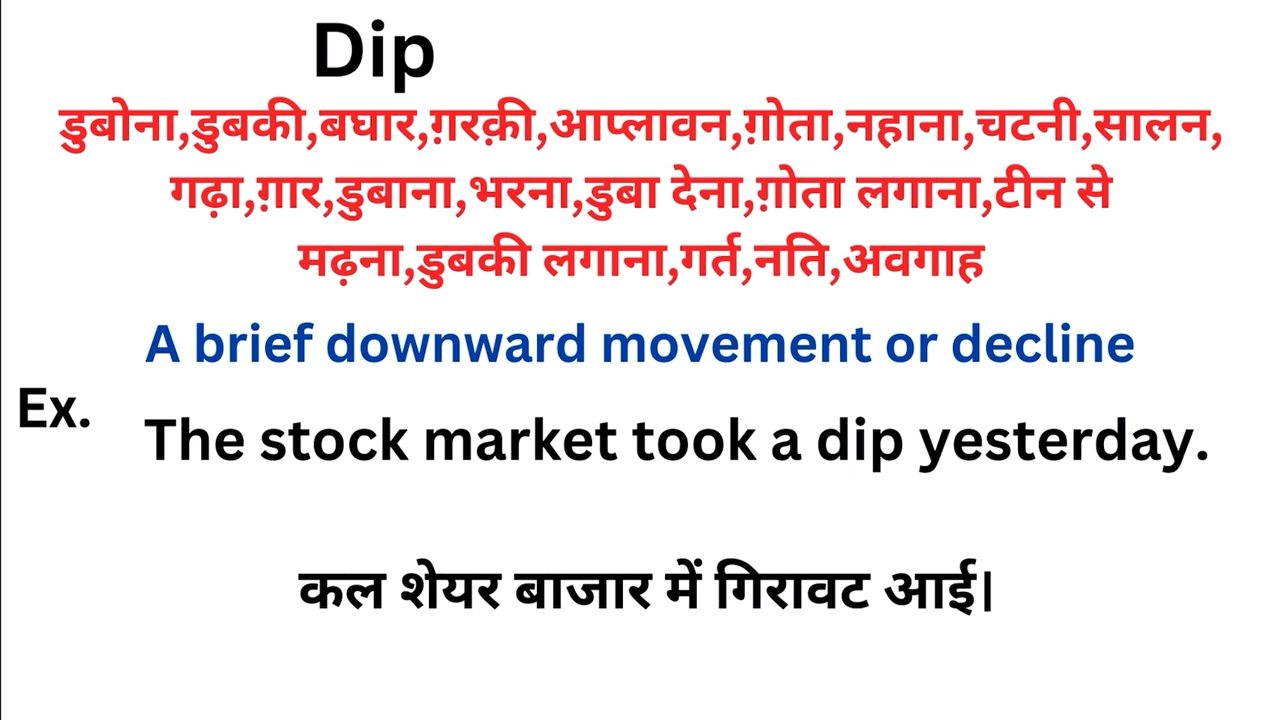 Dip
डुबोना,डुबकी,बघार,ग़रक़ी,आप्लावन,ग़ोता,नहाना,चटनी,सालन,
गढ़ा,ग़ार,डुबाना,भरना,डुबा देना,ग़ोता लगाना,टीन से
मढ़ना,डुबकी लगाना,गर्त,नति,अवगाह
A brief downward movement or decline
Ex.
The stock market took a dip yesterday.
कल शेयर बाजार में गिरावट आई।